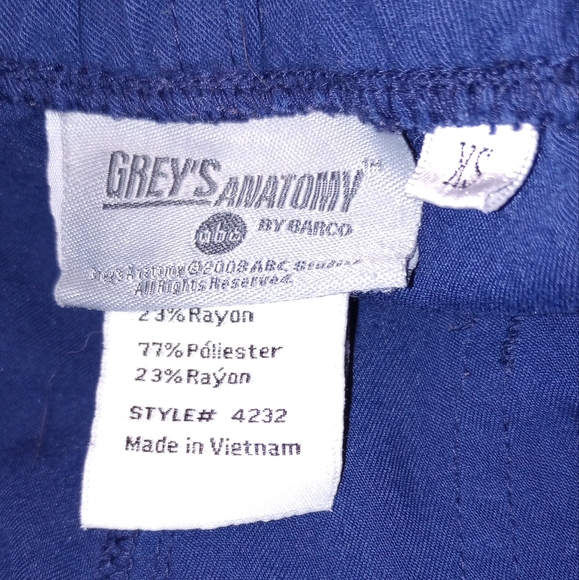 GREY'S ANATOMY™
abc BY BARCO
Grey's Anatomy ©2008 ABC Studios
All Rights Reserved.
XS
23% Rayon
77% Póliester
23% Rayón
STYLE# 4232
Made in Vietnam